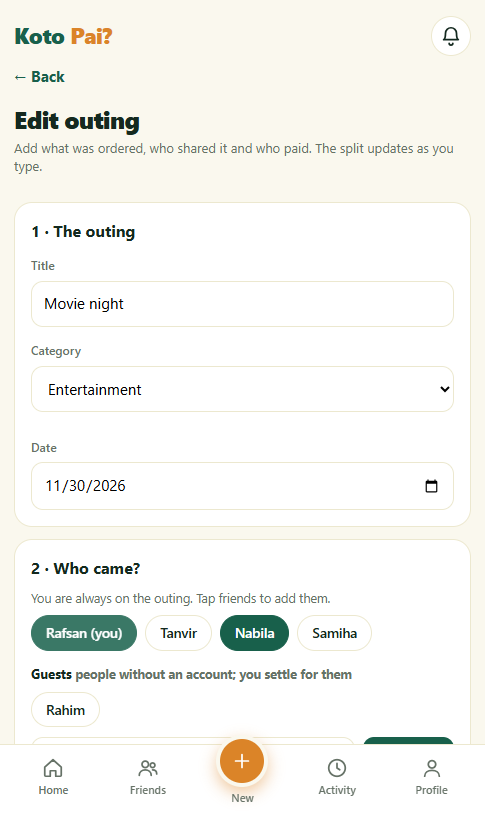 Koto Pai?
← Back
Edit outing
Add what was ordered, who shared it and who paid. The split updates as you
type.
1 · The outing
Title
Movie night
Category
Entertainment
Date
11/30/2026
2 · Who came?
You are always on the outing. Tap friends to add them.
Rafsan (you) Tanvir Nabila Samiha
Guests people without an account; you settle for them
Rahim
Home Friends New Activity Profile